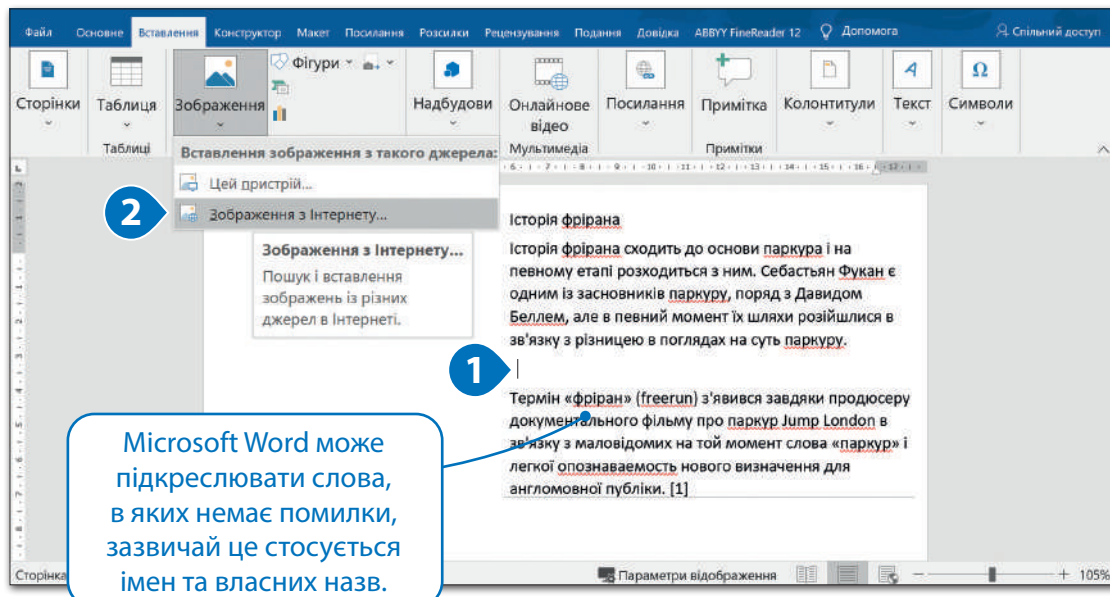 Файл Основне Вставлення Конструктор Макет Посилання Розсилки Рецензування Подання Довідка ABBYY FineReader 12 Допомога Спільний доступ
Сторінки
Таблиця
Зображення
Фігури
Надбудови
Онлайнове
відео
Посилання
Примітка
Колонтитули
Текст
Символи
Таблиці
Мультимедіа
Примітки
Вставлення зображення з такого джерела:
Цей пристрій...
2
Зображення з Інтернету...
Зображення з Інтернету...
Пошук і вставлення
зображень із різних
джерел в Інтернеті.
Історія фрірана
Історія фрірана сходить до основи паркура і на
певному етапі розходиться з ним. Себастьян Фукан є
одним із засновників паркуру, поряд з Давидом
Беллем, але в певний момент їх шляхи розійшлися в
зв'язку з різницею в поглядах на суть паркуру.
1
Термін «фріран» (freerun) з'явився завдяки продюсеру
документального фільму про паркур Jump London в
зв'язку з маловідомих на той момент слова «паркур» і
легкої опознаваемость нового визначення для
англомовної публіки. [1]
Microsoft Word може
підкреслювати слова,
в яких немає помилки,
зазвичай це стосується
імен та власних назв.
Сторінка
Параметри відображення
105%